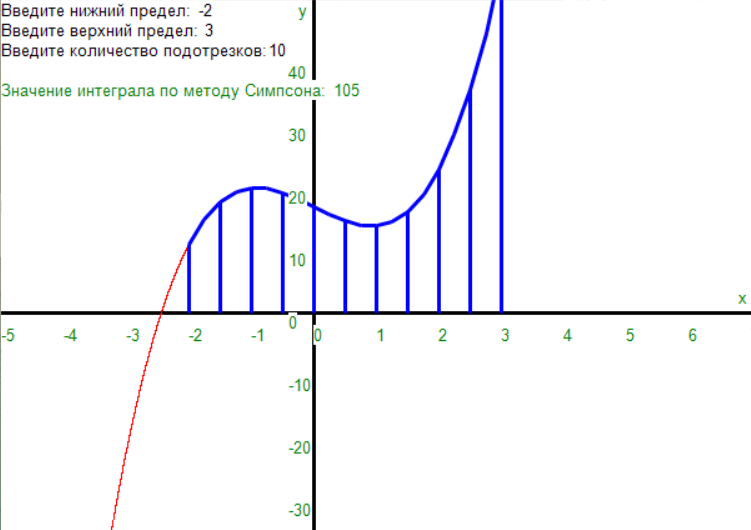 Введите нижний предел: -2
Введите верхний предел: 3
Введите количество подотрезков: 10
Значение интеграла по методу Симпсона: 105
y
40
30
20
10
x
0
-5 -4 -3 -2 -1 0 1 2 3 4 5 6
-10
-20
-30